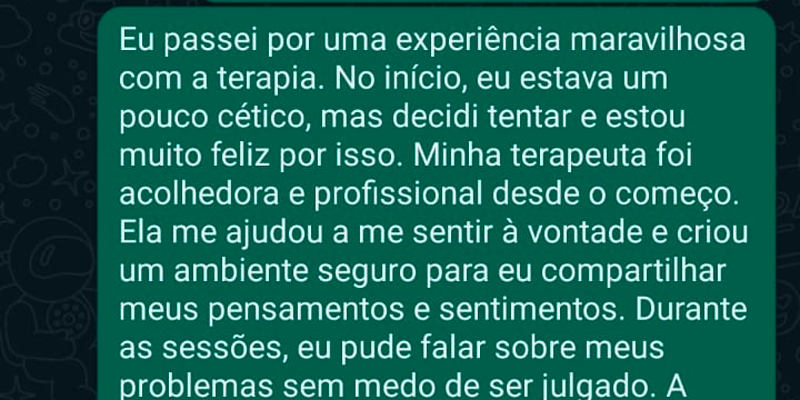 Eu passei por uma experiência maravilhosa
com a terapia. No início, eu estava um
pouco cético, mas decidi tentar e estou
muito feliz por isso. Minha terapeuta foi
acolhedora e profissional desde o começo.
Ela me ajudou a me sentir à vontade e criou
um ambiente seguro para eu compartilhar
meus pensamentos e sentimentos. Durante
as sessões, eu pude falar sobre meus
problemas sem medo de ser julgado. A